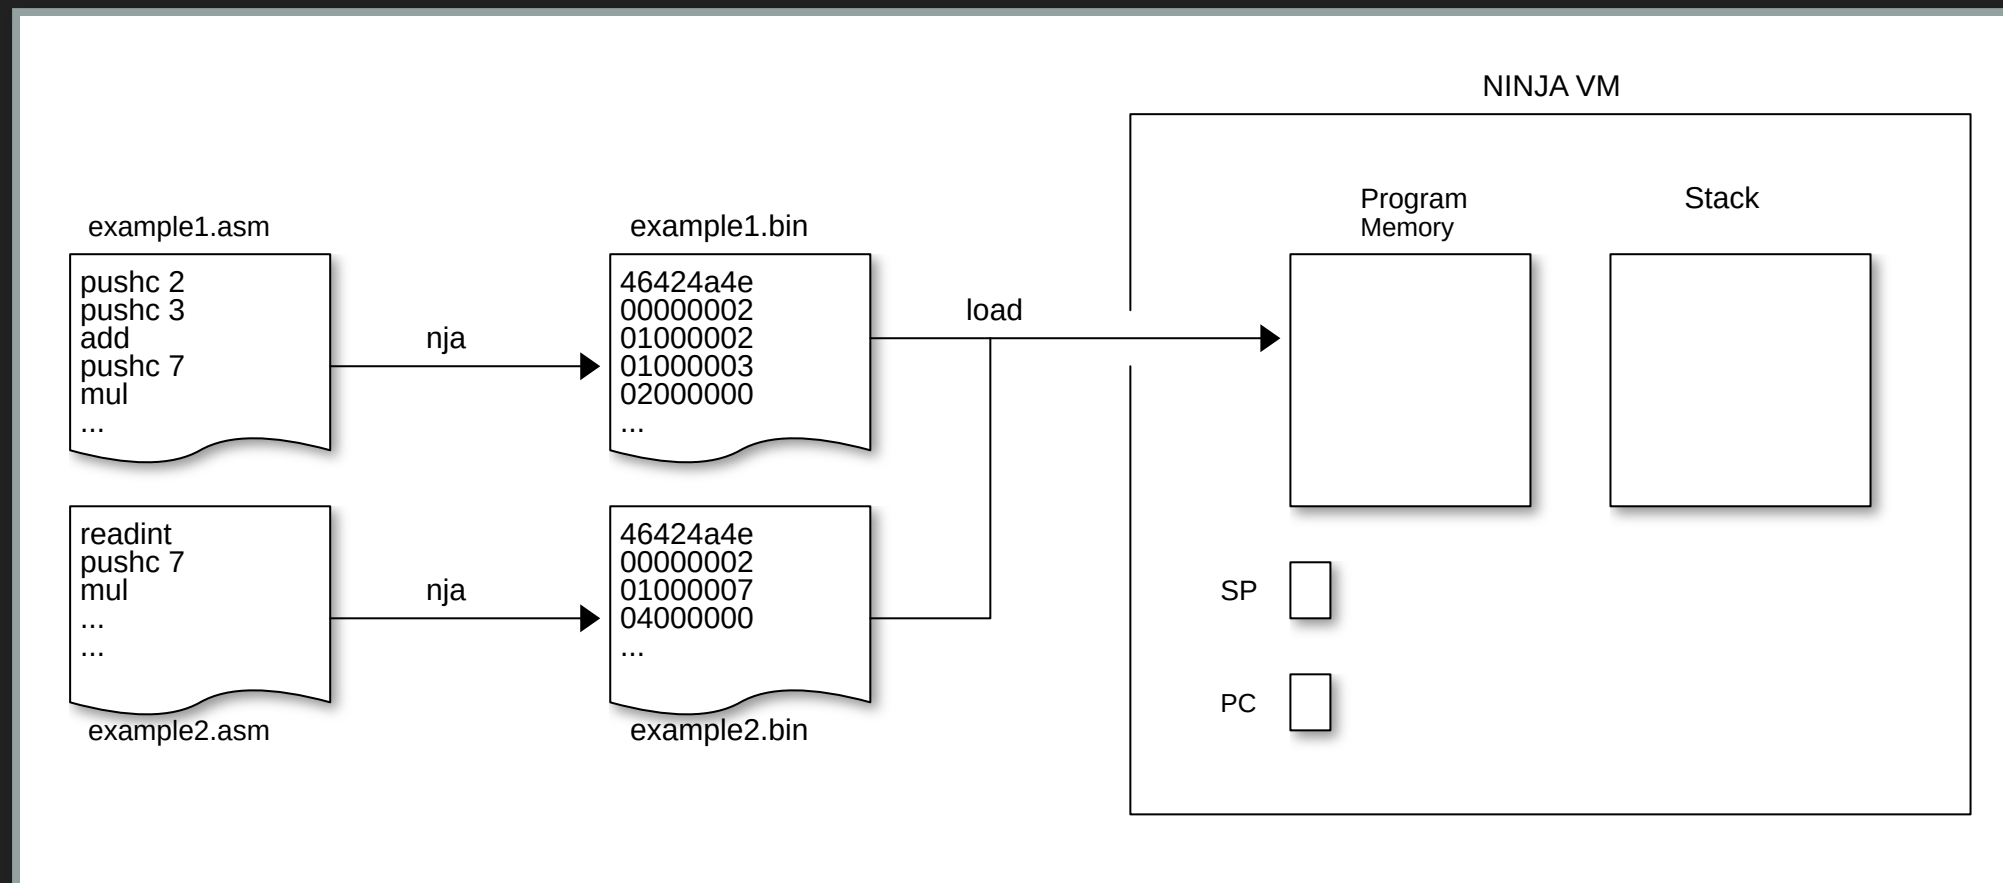 NINJA VM
Program
Memory
Stack
example1.asm
pushc 2
pushc 3
add
pushc 7
mul
...
nja
example1.bin
46424a4e
00000002
01000002
01000003
02000000
...
load
readint
pushc 7
mul
...
...
example2.asm
nja
46424a4e
00000002
01000007
04000000
...
example2.bin
SP
PC